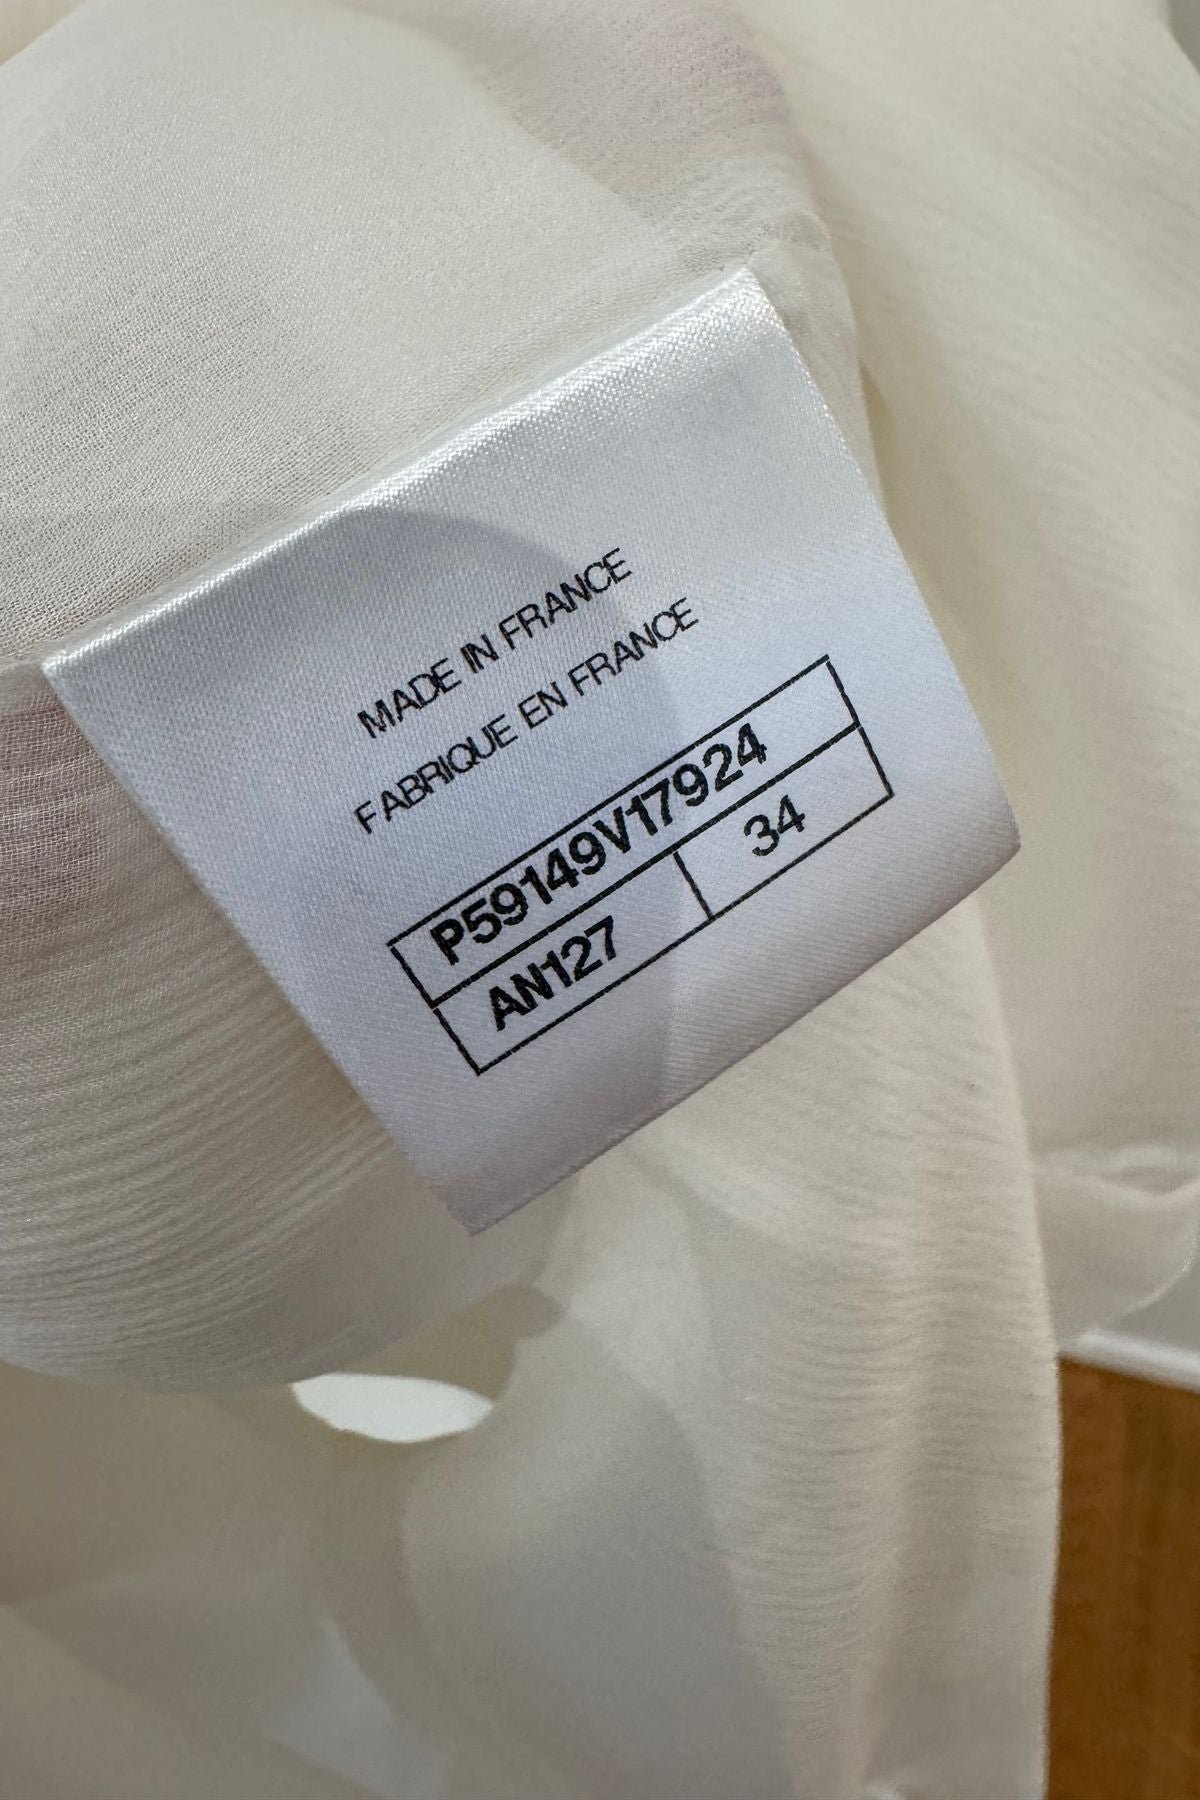 MADE IN FRANCE
FABRIQUE EN FRANCE
P59149V17924
AN127 34